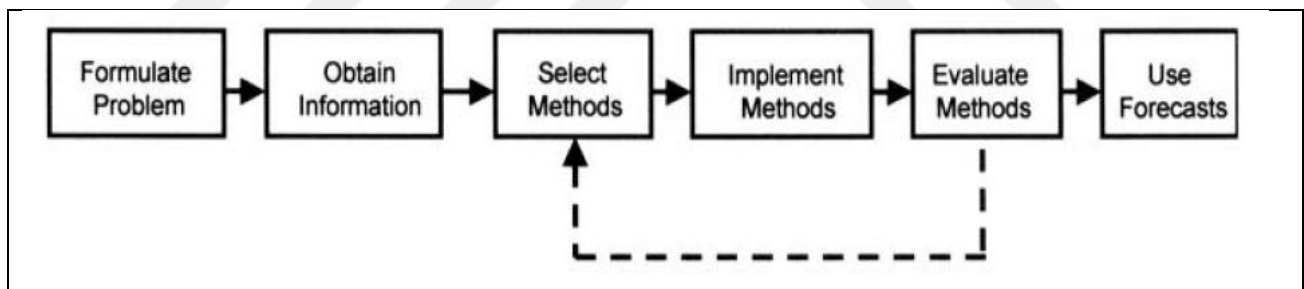 Formulate
Problem
Obtain
Information
Select
Methods
Implement
Methods
Evaluate
Methods
Use
Forecasts